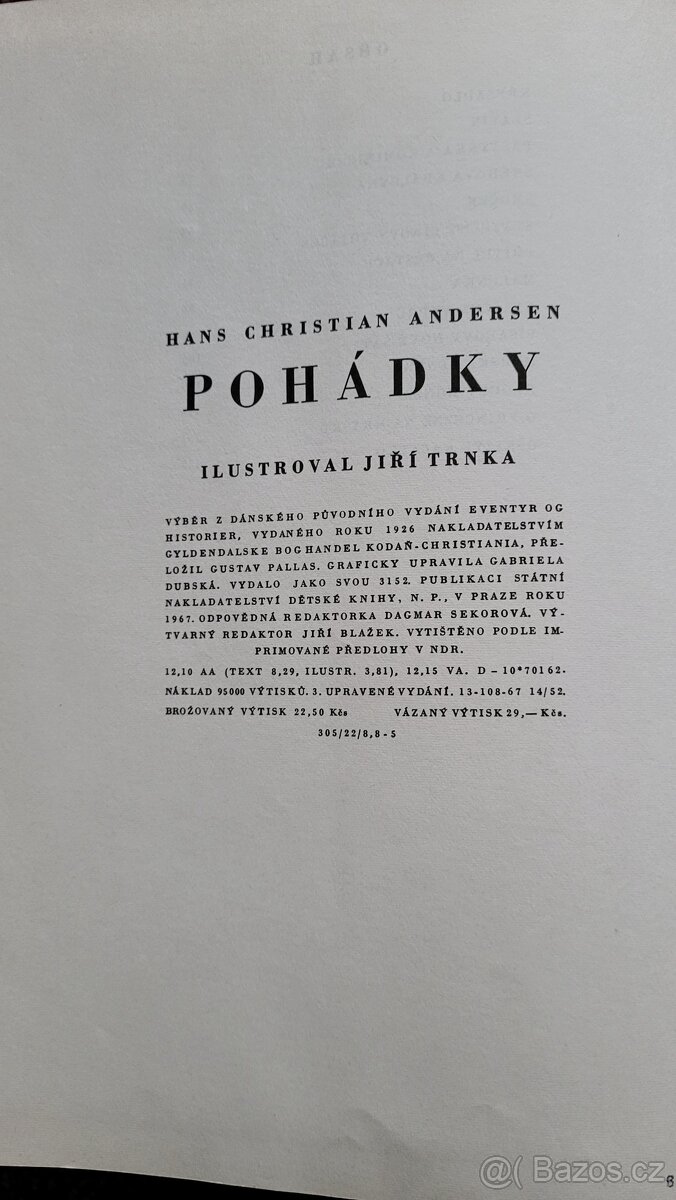 OBSAH
HANS CHRISTIAN ANDERSEN
POHÁDKY
ILUSTROVAL JIŘÍ TRNKA
VÝBĚR Z DÁNSKÉHO PŮVODNÍHO VYDÁNÍ EVENTYR OG
HISTORIER, VYDANÉHO ROKU 1926 NAKLADATELSTVÍM
GYLDENDALSKE BOGHANDEL KODAŇ-CHRISTIANIA, PŘE-
LOŽIL GUSTAV PALLAS. GRAFICKY UPRAVILA GABRIELA
DUBSKÁ. VYDALO JAKO SVOU 3152. PUBLIKACI STÁTNÍ
NAKLADATELSTVÍ DĚTSKÉ KNIHY, N. P., V PRAZE ROKU
1967. ODPOVĚDNÁ REDAKTORKA DAGMAR SEKOROVÁ. VÝ-
TVARNÝ REDAKTOR JIŘÍ BLAŽEK. VYTIŠTĚNO PODLE IM-
PRIMOVANÉ PŘEDLOHY V NDR.
12,10 AA (TEXT 8,29, ILUSTR. 3,81), 12,15 VA. D - 10*70162.
NÁKLAD 95000 VÝTISKŮ. 3. UPRAVENÉ VYDÁNÍ. 13-108-67 14/52.
BROŽOVANÝ VÝTISK 22,50 Kčs VÁZANÝ VÝTISK 29,— Kčs.
305/22/8,8-5
@( Bazos.cz